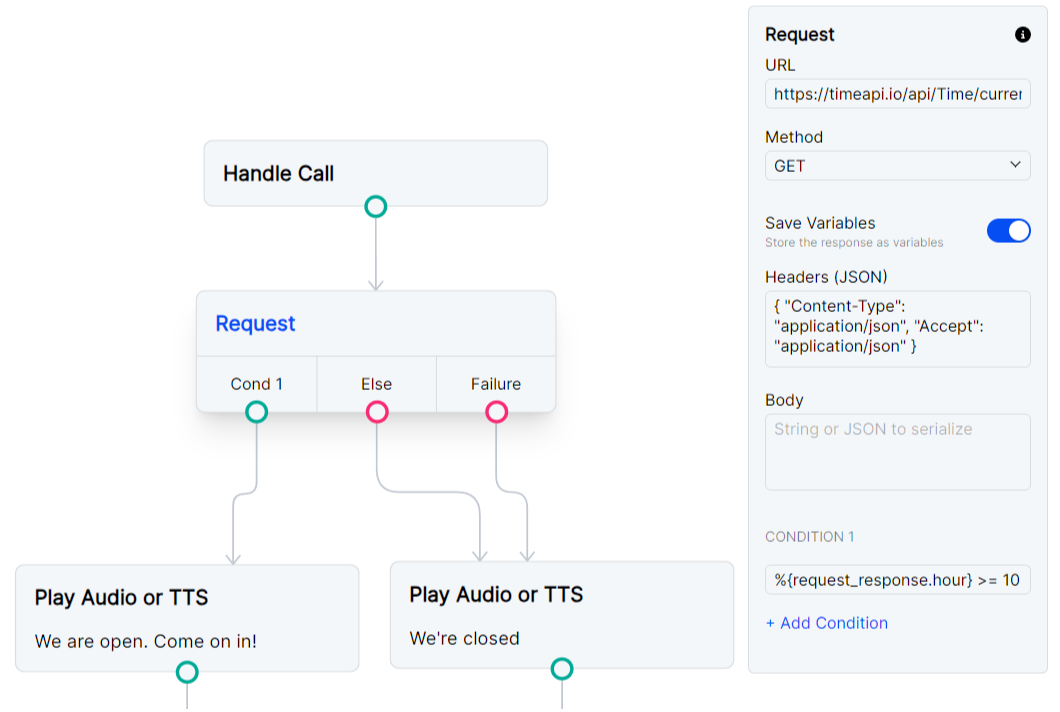 Handle Call
Request
Cond 1
Else
Failure
Play Audio or TTS
We are open. Come on in!
Play Audio or TTS
We're closed
Request
URL
https://timeapi.io/api/Time/currer
Method
GET
Save Variables
Store the response as variables
Headers (JSON)
{ "Content-Type":
"application/json", "Accept":
"application/json" }
Body
String or JSON to serialize
CONDITION 1
%{request_response.hour} >= 10
+ Add Condition